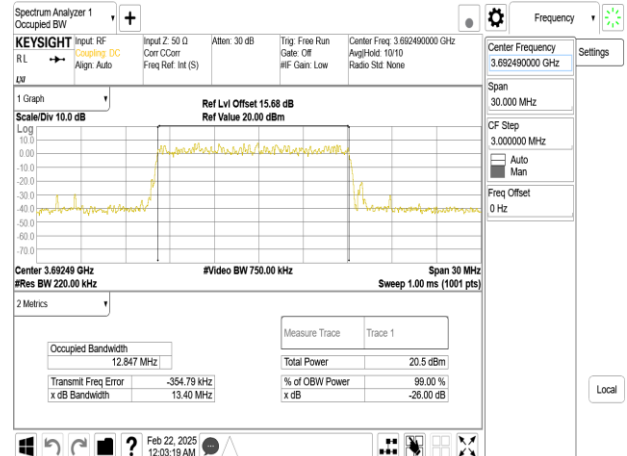 Spectrum Analyzer 1
Occupied BW
Frequency
KEYSIGHT
Input: RF
Coupling: DC
Align: Auto
Input Z: 50 Ω
Corr CCorr
Freq Ref: Int (S)
Atten: 30 dB
Trig: Free Run
Gate: Off
#IF Gain: Low
Center Freq: 3.692490000 GHz
Avg|Hold: 10/10
Radio Std: None
RL
LXI
Center Frequency
3.692490000 GHz
Settings
Span
30.000 MHz
CF Step
3.000000 MHz
Auto
Man
Freq Offset
0 Hz
Local
1 Graph
Scale/Div 10.0 dB
Ref Lvl Offset 15.68 dB
Ref Value 20.00 dBm
Log
10.0
0.00
-10.0
-20.0
-30.0
-40.0
-50.0
-60.0
-70.0
Center 3.69249 GHz
#Video BW 750.00 kHz
Span 30 MHz
#Res BW 220.00 kHz
Sweep 1.00 ms (1001 pts)
2 Metrics
Measure Trace
Trace 1
Occupied Bandwidth
12.847 MHz
Total Power
20.5 dBm
Transmit Freq Error
-354.79 kHz
% of OBW Power
99.00 %
x dB Bandwidth
13.40 MHz
x dB
-26.00 dB
?
Feb 22, 2025
12:03:19 AM